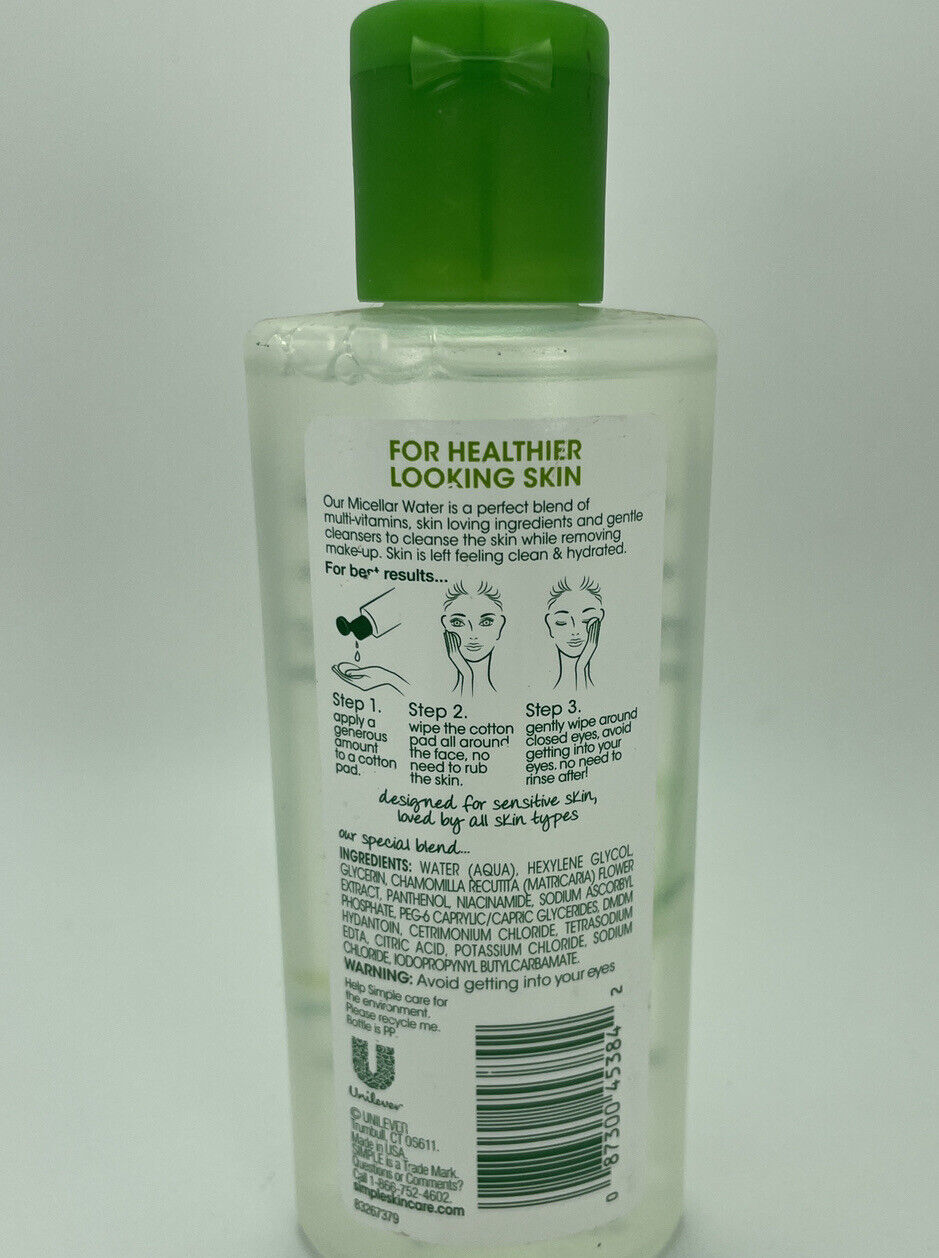 FOR HEALTHIER
LOOKING SKIN
Our Micellar Water is a perfect blend of
multi-vitamins, skin loving ingredients and gentle
cleansers to cleanse the skin while removing
make-up. Skin is left feeling clean & hydrated.
For best results...
Step 1.
apply a
generous
amount
to a cotton
pad.
Step 2.
wipe the cotton
pad all around
the face, no
need to rub
the skin.
Step 3.
gently wipe around
closed eyes, avoid
getting into your
eyes. no need to
rinse after!
designed for sensitive skin,
loved by all skin types
our special blend...
INGREDIENTS: WATER (AQUA), HEXYLENE GLYCOL,
GLYCERIN, CHAMOMILLA RECUTITA (MATRICARIA) FLOWER
EXTRACT, PANTHENOL, NIACINAMIDE, SODIUM ASCORBYL
PHOSPHATE, PEG-6 CAPRYLIC/CAPRIC GLYCERIDES, DMDM
HYDANTOIN, CETRIMONIUM CHLORIDE, TETRASODIUM
EDTA, CITRIC ACID, POTASSIUM CHLORIDE, SODIUM
CHLORIDE, IODOPROPYNYL BUTYLCARBAMATE.
WARNING: Avoid getting into your eyes
Help Simple care for
the environment.
Please recycle me.
Bottle is PP.
Unilever
© UNILEVER
Trumbull, CT 06611.
Made in USA
SIMPLE is a Trade Mark.
Questions or Comments?
Call 1-866-752-4602.
simpleskincare.com
83267379
0 87300 45384 2